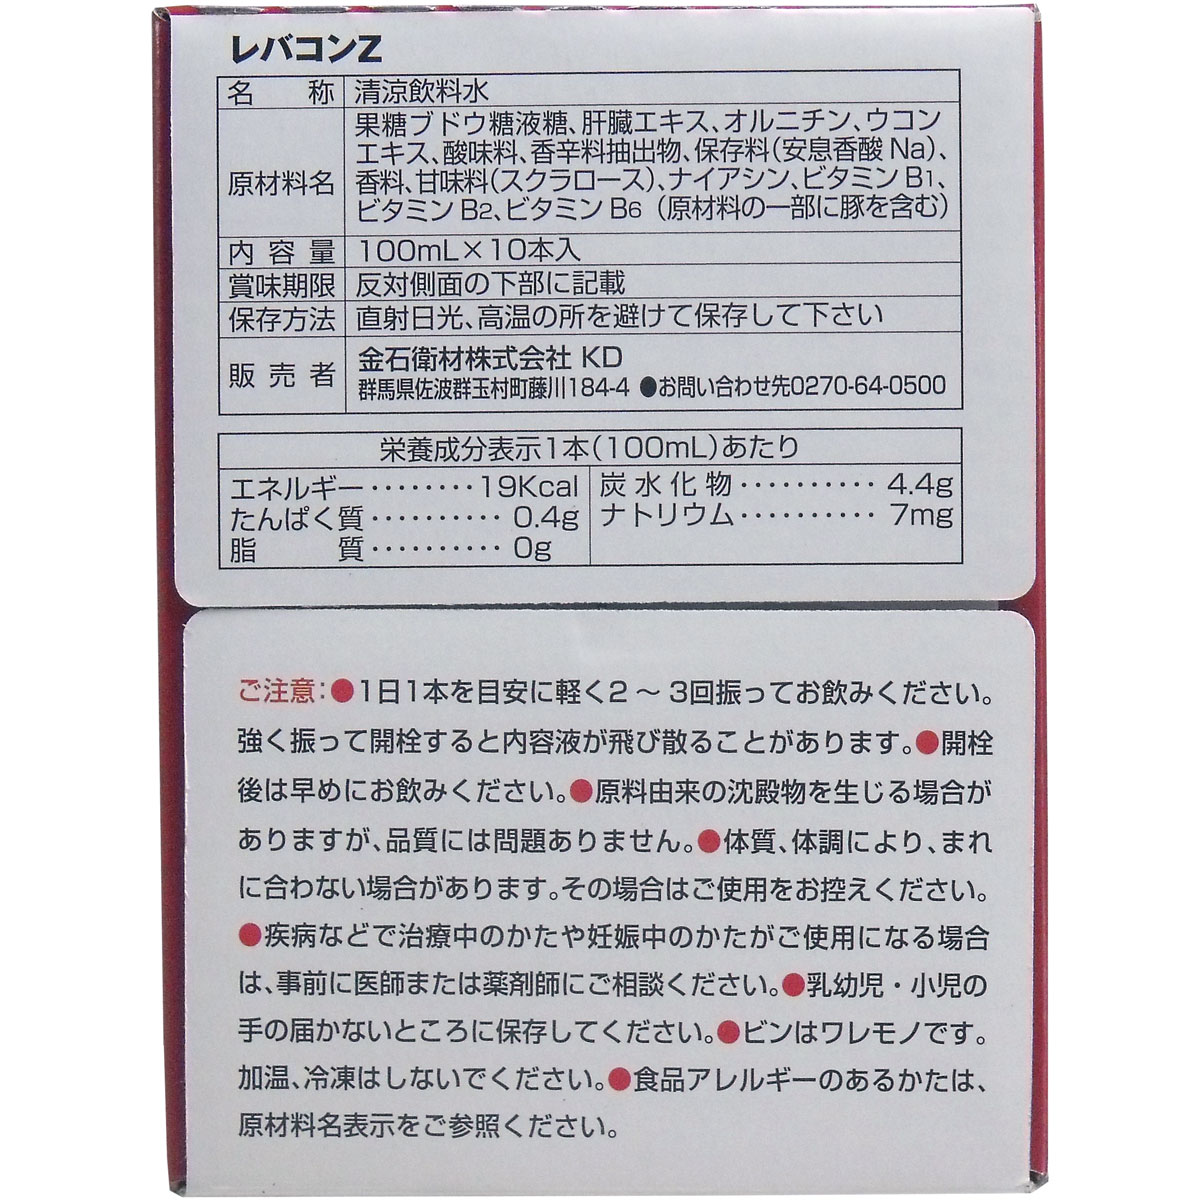 レバコンZ
名称 清涼飲料水
原材料名 果糖ブドウ糖液糖、肝臓エキス、オルニチン、ウコン
エキス、酸味料、香辛料抽出物、保存料(安息香酸Na)、
香料、甘味料(スクラロース)、ナイアシン、ビタミンB1、
ビタミンB2、ビタミンB6 (原材料の一部に豚を含む)
内容量 100mL×10本入
賞味期限 反対側面の下部に記載
保存方法 直射日光、高温の所を避けて保存して下さい
販売者 金石衛材株式会社 KD
群馬県佐波群玉村町藤川184-4 ●お問い合わせ先0270-64-0500
栄養成分表示1本(100mL)あたり
エネルギー········19Kcal 炭水化物··········4.4g
たんぱく質··········0.4g ナトリウム··········7mg
脂質··········0g
ご注意:●1日1本を目安に軽く2～3回振ってお飲みください。
強く振って開栓すると内容液が飛び散ることがあります。●開栓
後は早めにお飲みください。●原料由来の沈殿物を生じる場合が
ありますが、品質には問題ありません。●体質、体調により、まれ
に合わない場合があります。その場合はご使用をお控えください。
●疾病などで治療中のかたや妊娠中のかたがご使用になる場合
は、事前に医師または薬剤師にご相談ください。●乳幼児・小児の
手の届かないところに保存してください。●ビンはワレモノです。
加温、冷凍はしないでください。●食品アレルギーのあるかたは、
原材料名表示をご参照ください。